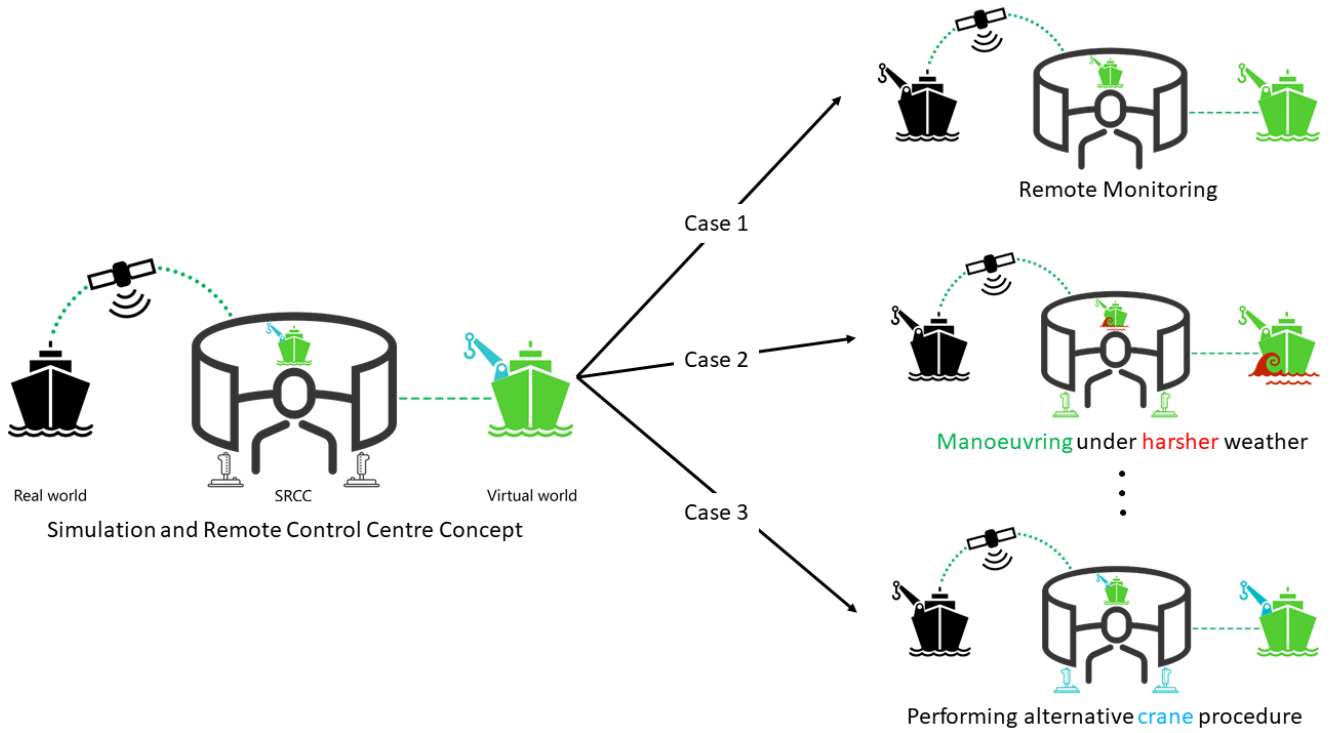 Real world
SRCC
Virtual world
Simulation and Remote Control Centre Concept
Case 1
Case 2
Case 3
Remote Monitoring
Manoeuvring under harsher weather
Performing alternative crane procedure